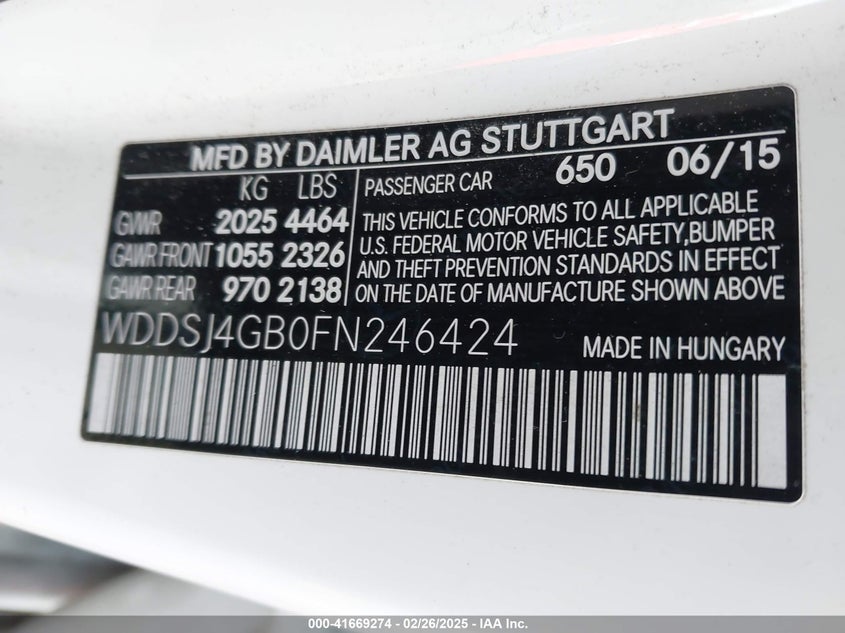 MFD BY DAIMLER AG STUTTGART
KG LBS
GVWR 2025 4464
GAWR FRONT 1055 2326
GAWR REAR 970 2138
PASSENGER CAR 650 06/15
THIS VEHICLE CONFORMS TO ALL APPLICABLE
U.S. FEDERAL MOTOR VEHICLE SAFETY,BUMPER
AND THEFT PREVENTION STANDARDS IN EFFECT
ON THE DATE OF MANUFACTURE SHOWN ABOVE
WDDSJ4GB0FN246424
MADE IN HUNGARY
000-41669274 - 02/26/2025 - IAA Inc.